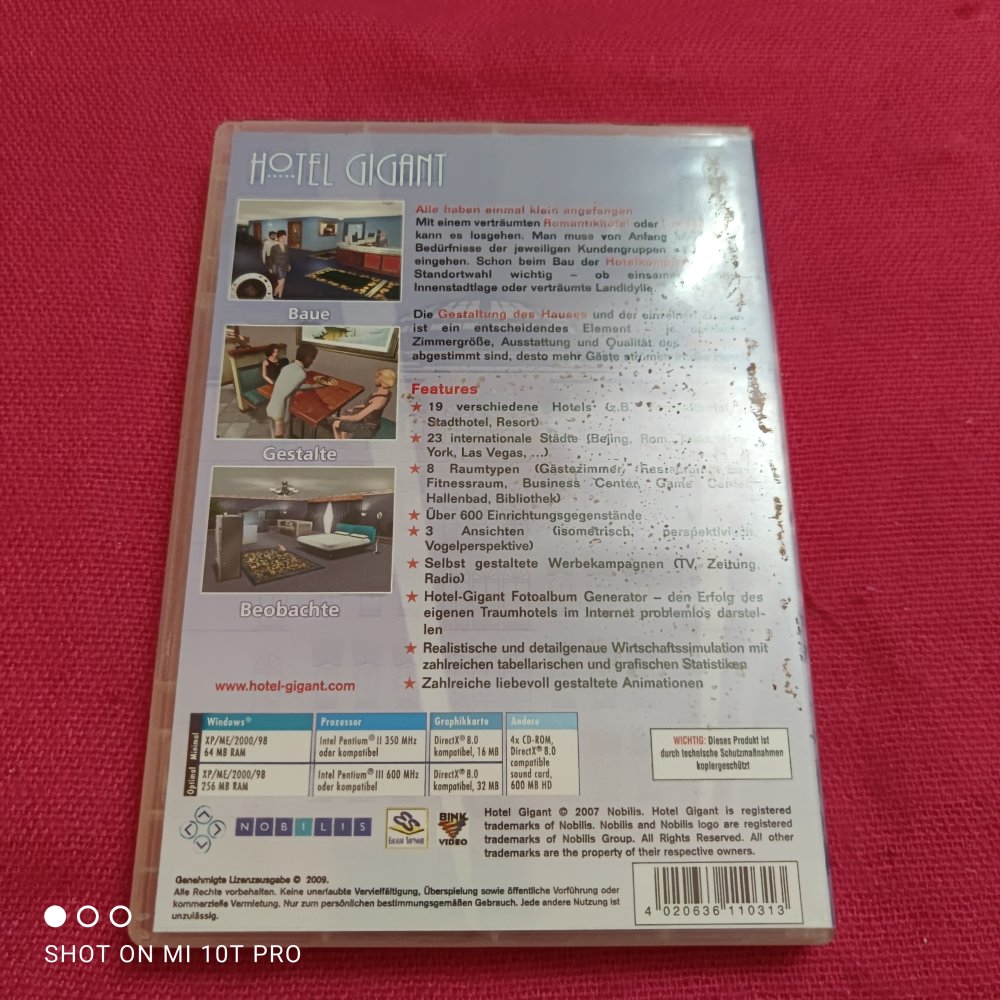 HOTEL GIGANT
Alle haben einmal klein angefangen
Mit einem verträumten Romantikhotel oder
kann es losgehen. Man muss von Anfang
Bedürfnisse der jeweiligen Kundengruppen
eingehen. Schon beim Bau der
Standortwahl wichtig – ob
Innenstadtlage oder verträumte Landidylle.
Die Gestaltung des Hauses und der
ist ein entscheidendes Element –
Zimmergröße, Ausstattung und Qualität
abgestimmt sind, desto mehr Gäste
Baue
Gestalte
Beobachte
Features
★ 19 verschiedene Hotels (z.B.
Stadthotel, Resort)
★ 23 internationale Städte (Bejing, Rom,
York, Las Vegas, ...)
★ 8 Raumtypen (Gästezimmer,
Fitnessraum, Business Center, Game
Hallenbad, Bibliothek)
★ Über 600 Einrichtungsgegenstände
★ 3 Ansichten (isometrisch,
Vogelperspektive)
★ Selbst gestaltete Werbekampagnen (TV, Zeitung,
Radio)
★ Hotel-Gigant Fotoalbum Generator – den Erfolg des
eigenen Traumhotels im Internet problemlos darstel-
len
★ Realistische und detailgenaue Wirtschaftssimulation mit
zahlreichen tabellarischen und grafischen Statistiken
★ Zahlreiche liebevoll gestaltete Animationen
www.hotel-gigant.com
Windows® Prozessor Graphikkarte Andere
Minimal
XP/ME/2000/98
64 MB RAM
Intel Pentium® II 350 MHz
oder kompatibel
DirectX® 8.0
kompatibel, 16 MB
4x CD-ROM,
DirectX® 8.0
compatible
sound card,
600 MB HD
Optimal
XP/ME/2000/98
256 MB RAM
Intel Pentium® III 600 MHz
oder kompatibel
DirectX® 8.0
kompatibel, 32 MB
WICHTIG: Dieses Produkt ist
durch technische Schutzmaßnahmen
kopiergeschützt
NOBILIS
ENLIGHT SOFTWARE
BINK
VIDEO
Hotel Gigant © 2007 Nobilis. Hotel Gigant is registered
trademarks of Nobilis. Nobilis and Nobilis logo are registered
trademarks of Nobilis Group. All Rights Reserved. All other
trademarks are the property of their respective owners.
Genehmigte Lizenzausgabe © 2009.
Alle Rechte vorbehalten. Keine unerlaubte Vervielfältigung, Überspielung sowie öffentliche Vorführung oder
kommerzielle Vermietung. Nur zum persönlichen bestimmungsgemäßen Gebrauch. Jede andere Nutzung ist
unzulässig.
4 020636 110313
SHOT ON MI 10T PRO